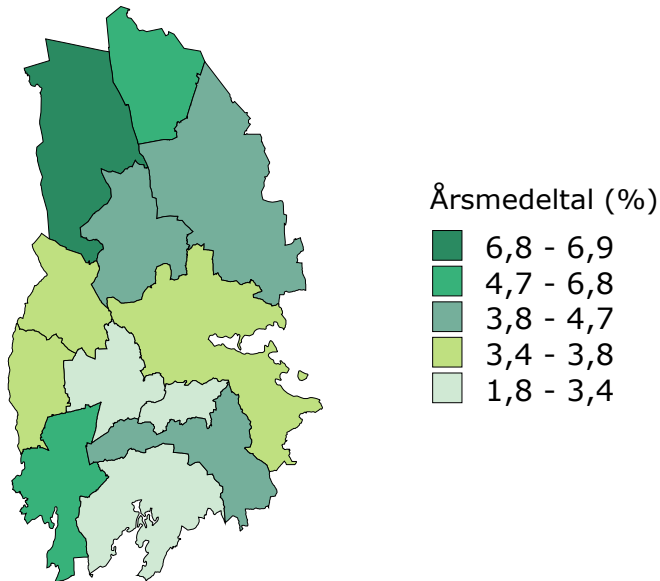 Årsmedeltal (%)
6,8 - 6,9
4,7 - 6,8
3,8 - 4,7
3,4 - 3,8
1,8 - 3,4